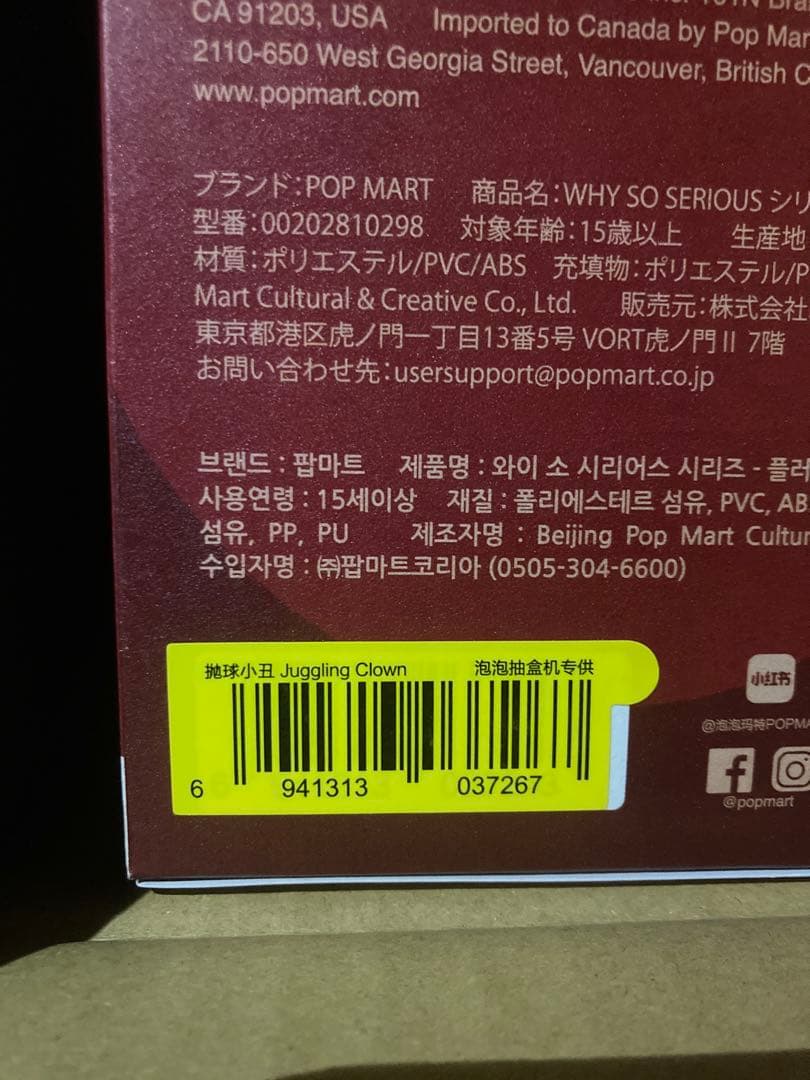 CA 91203, USA Imported to Canada by Pop Mar
2110-650 West Georgia Street, Vancouver, British C
www.popmart.com
ブランド：POP MART 商品名：WHY SO SERIOUS シリ
型番：00202810298 対象年齢：15歳以上 生産地
材質：ポリエステル/PVC/ABS 充填物：ポリエステル/P
Mart Cultural & Creative Co., Ltd. 販売元：株式会社
東京都港区虎ノ門一丁目13番5号 VORT虎ノ門Ⅱ 7階
お問い合わせ先：usersupport@popmart.co.jp
브랜드 : 팝마트 제품명 : 와이 소 시리어스 시리즈 - 플러
사용연령 : 15세이상 재질 : 폴리에스테르 섬유, PVC, AB
섬유, PP, PU 제조자명 : Beijing Pop Mart Cultur
수입자명 : ㈜팝마트코리아 (0505-304-6600)
抛球小丑 Juggling Clown 泡泡抽盒机专供
6 941313 037267
小红书
@泡泡玛特POPMA
@popmart